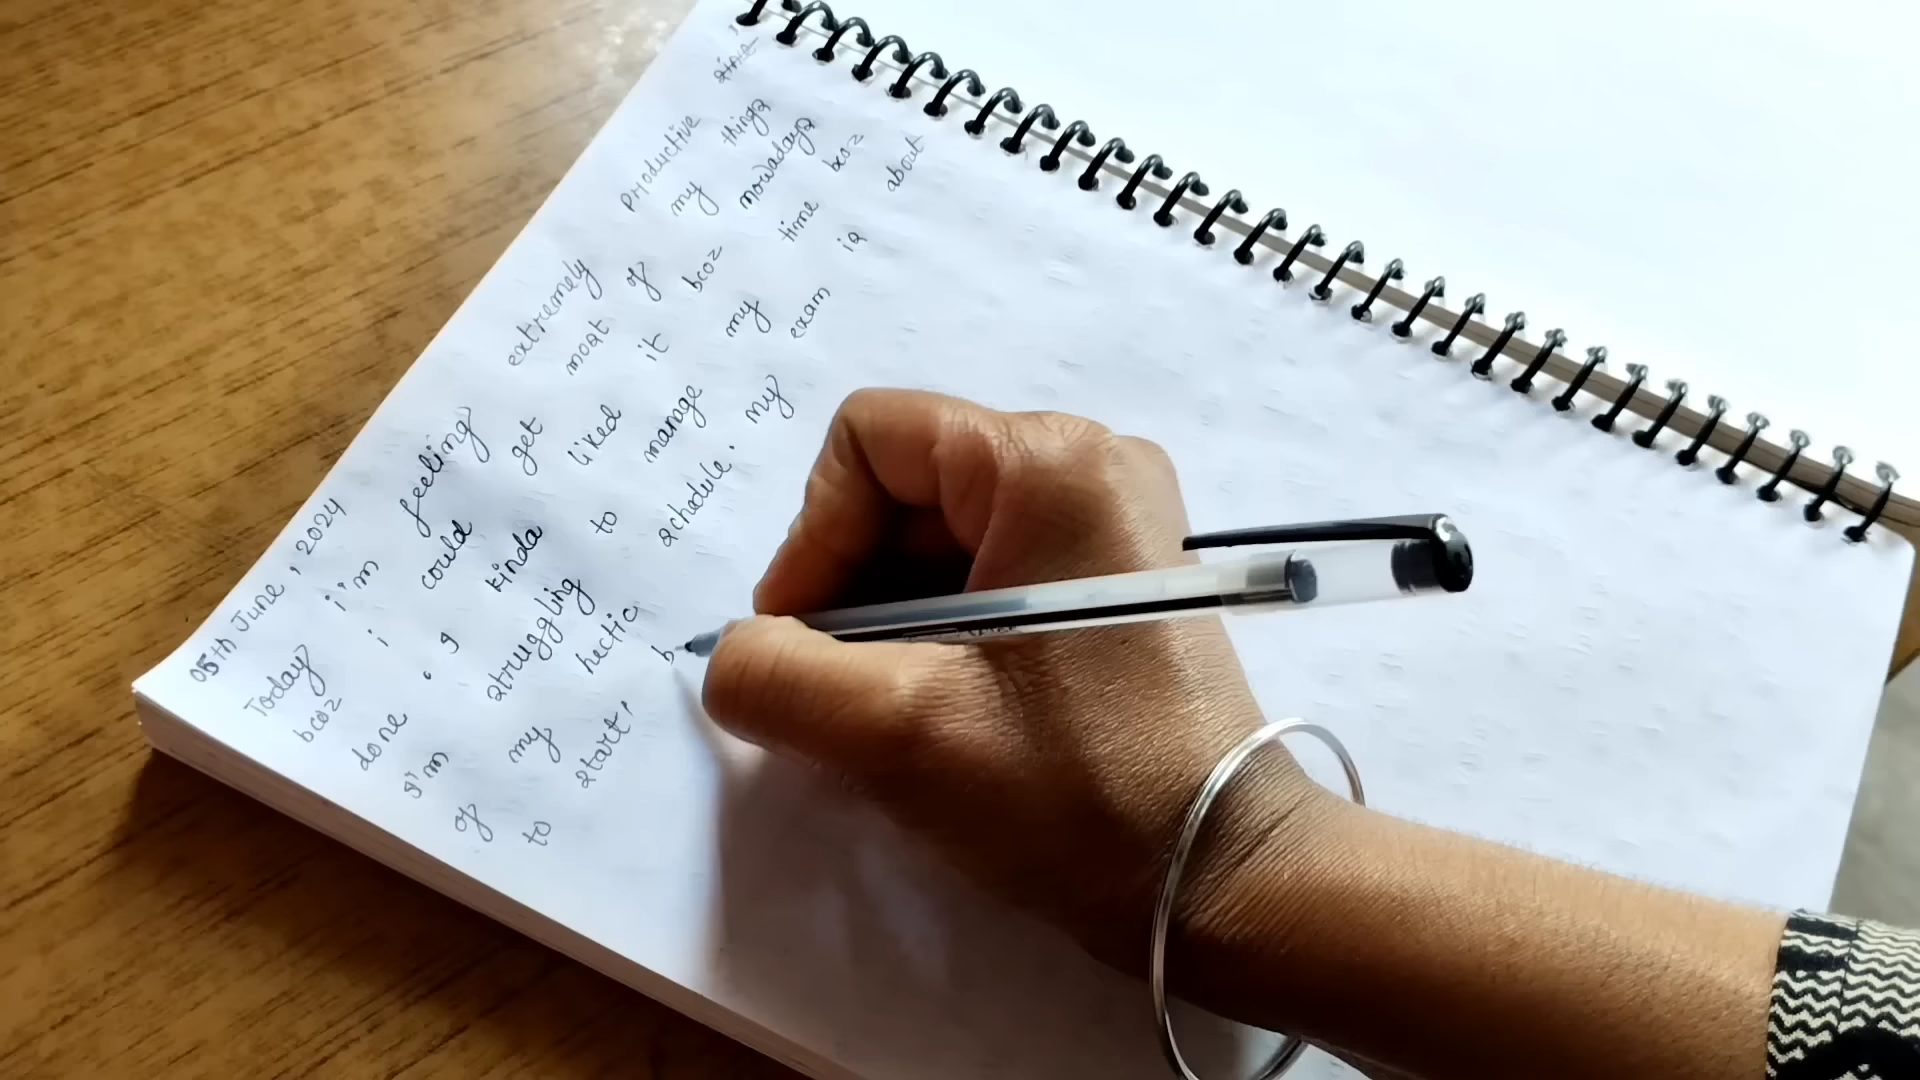 05th June, 2024
Today i'm feeling extremely Productive
bcoz i could get most of my things
done. I kinda liked it bcoz nowadays
I'm struggling to manage my time bcoz
of my hectic schedule. my exam is about
to start, b